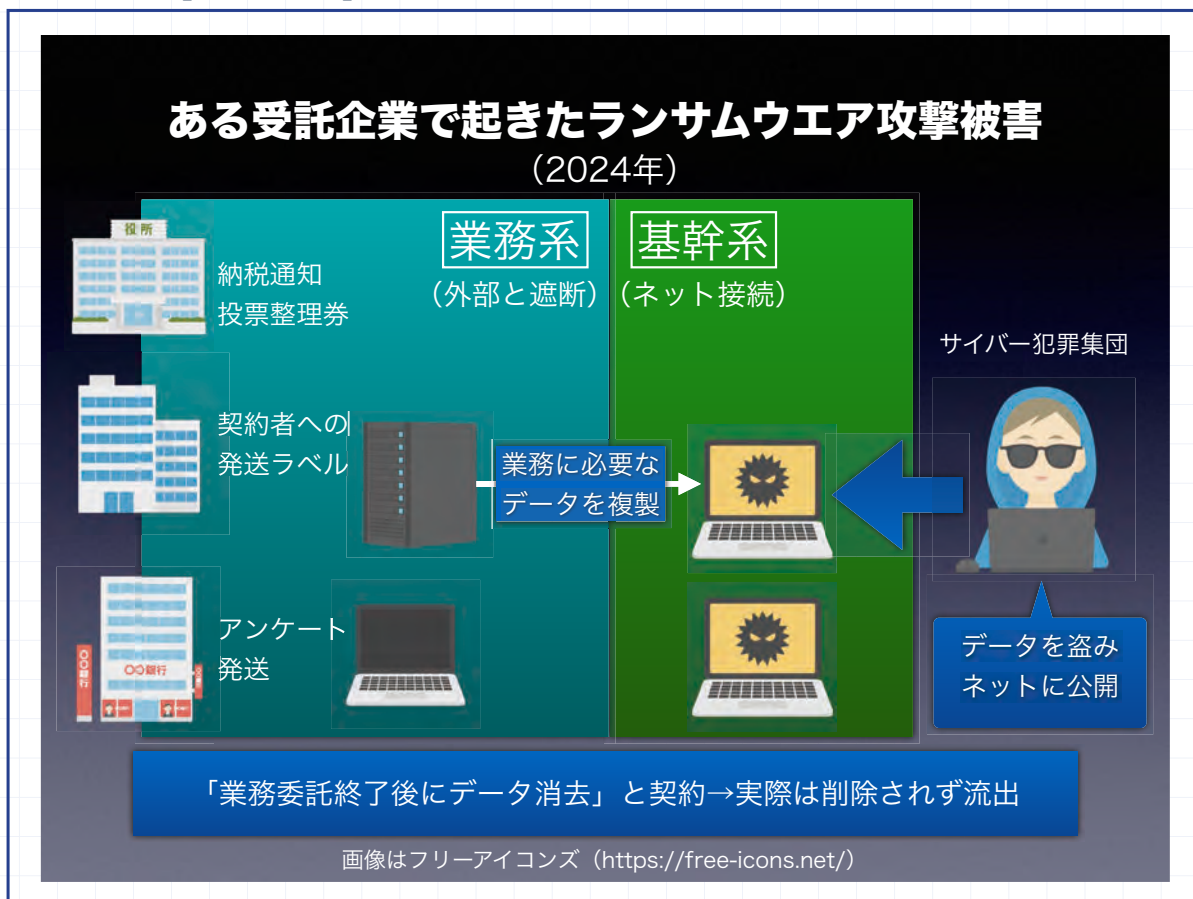 ある受託企業で起きたランサムウエア攻撃被害
（2024年）
役所
納税通知
投票整理券
業務系
（外部と遮断）
基幹系
（ネット接続）
サイバー犯罪集団
契約者への
発送ラベル
業務に必要な
データを複製
アンケート
発送
〇〇銀行
〇〇銀行
データを盗み
ネットに公開
「業務委託終了後にデータ消去」と契約→実際は削除されず流出
画像はフリーアイコンズ（https://free-icons.net/）